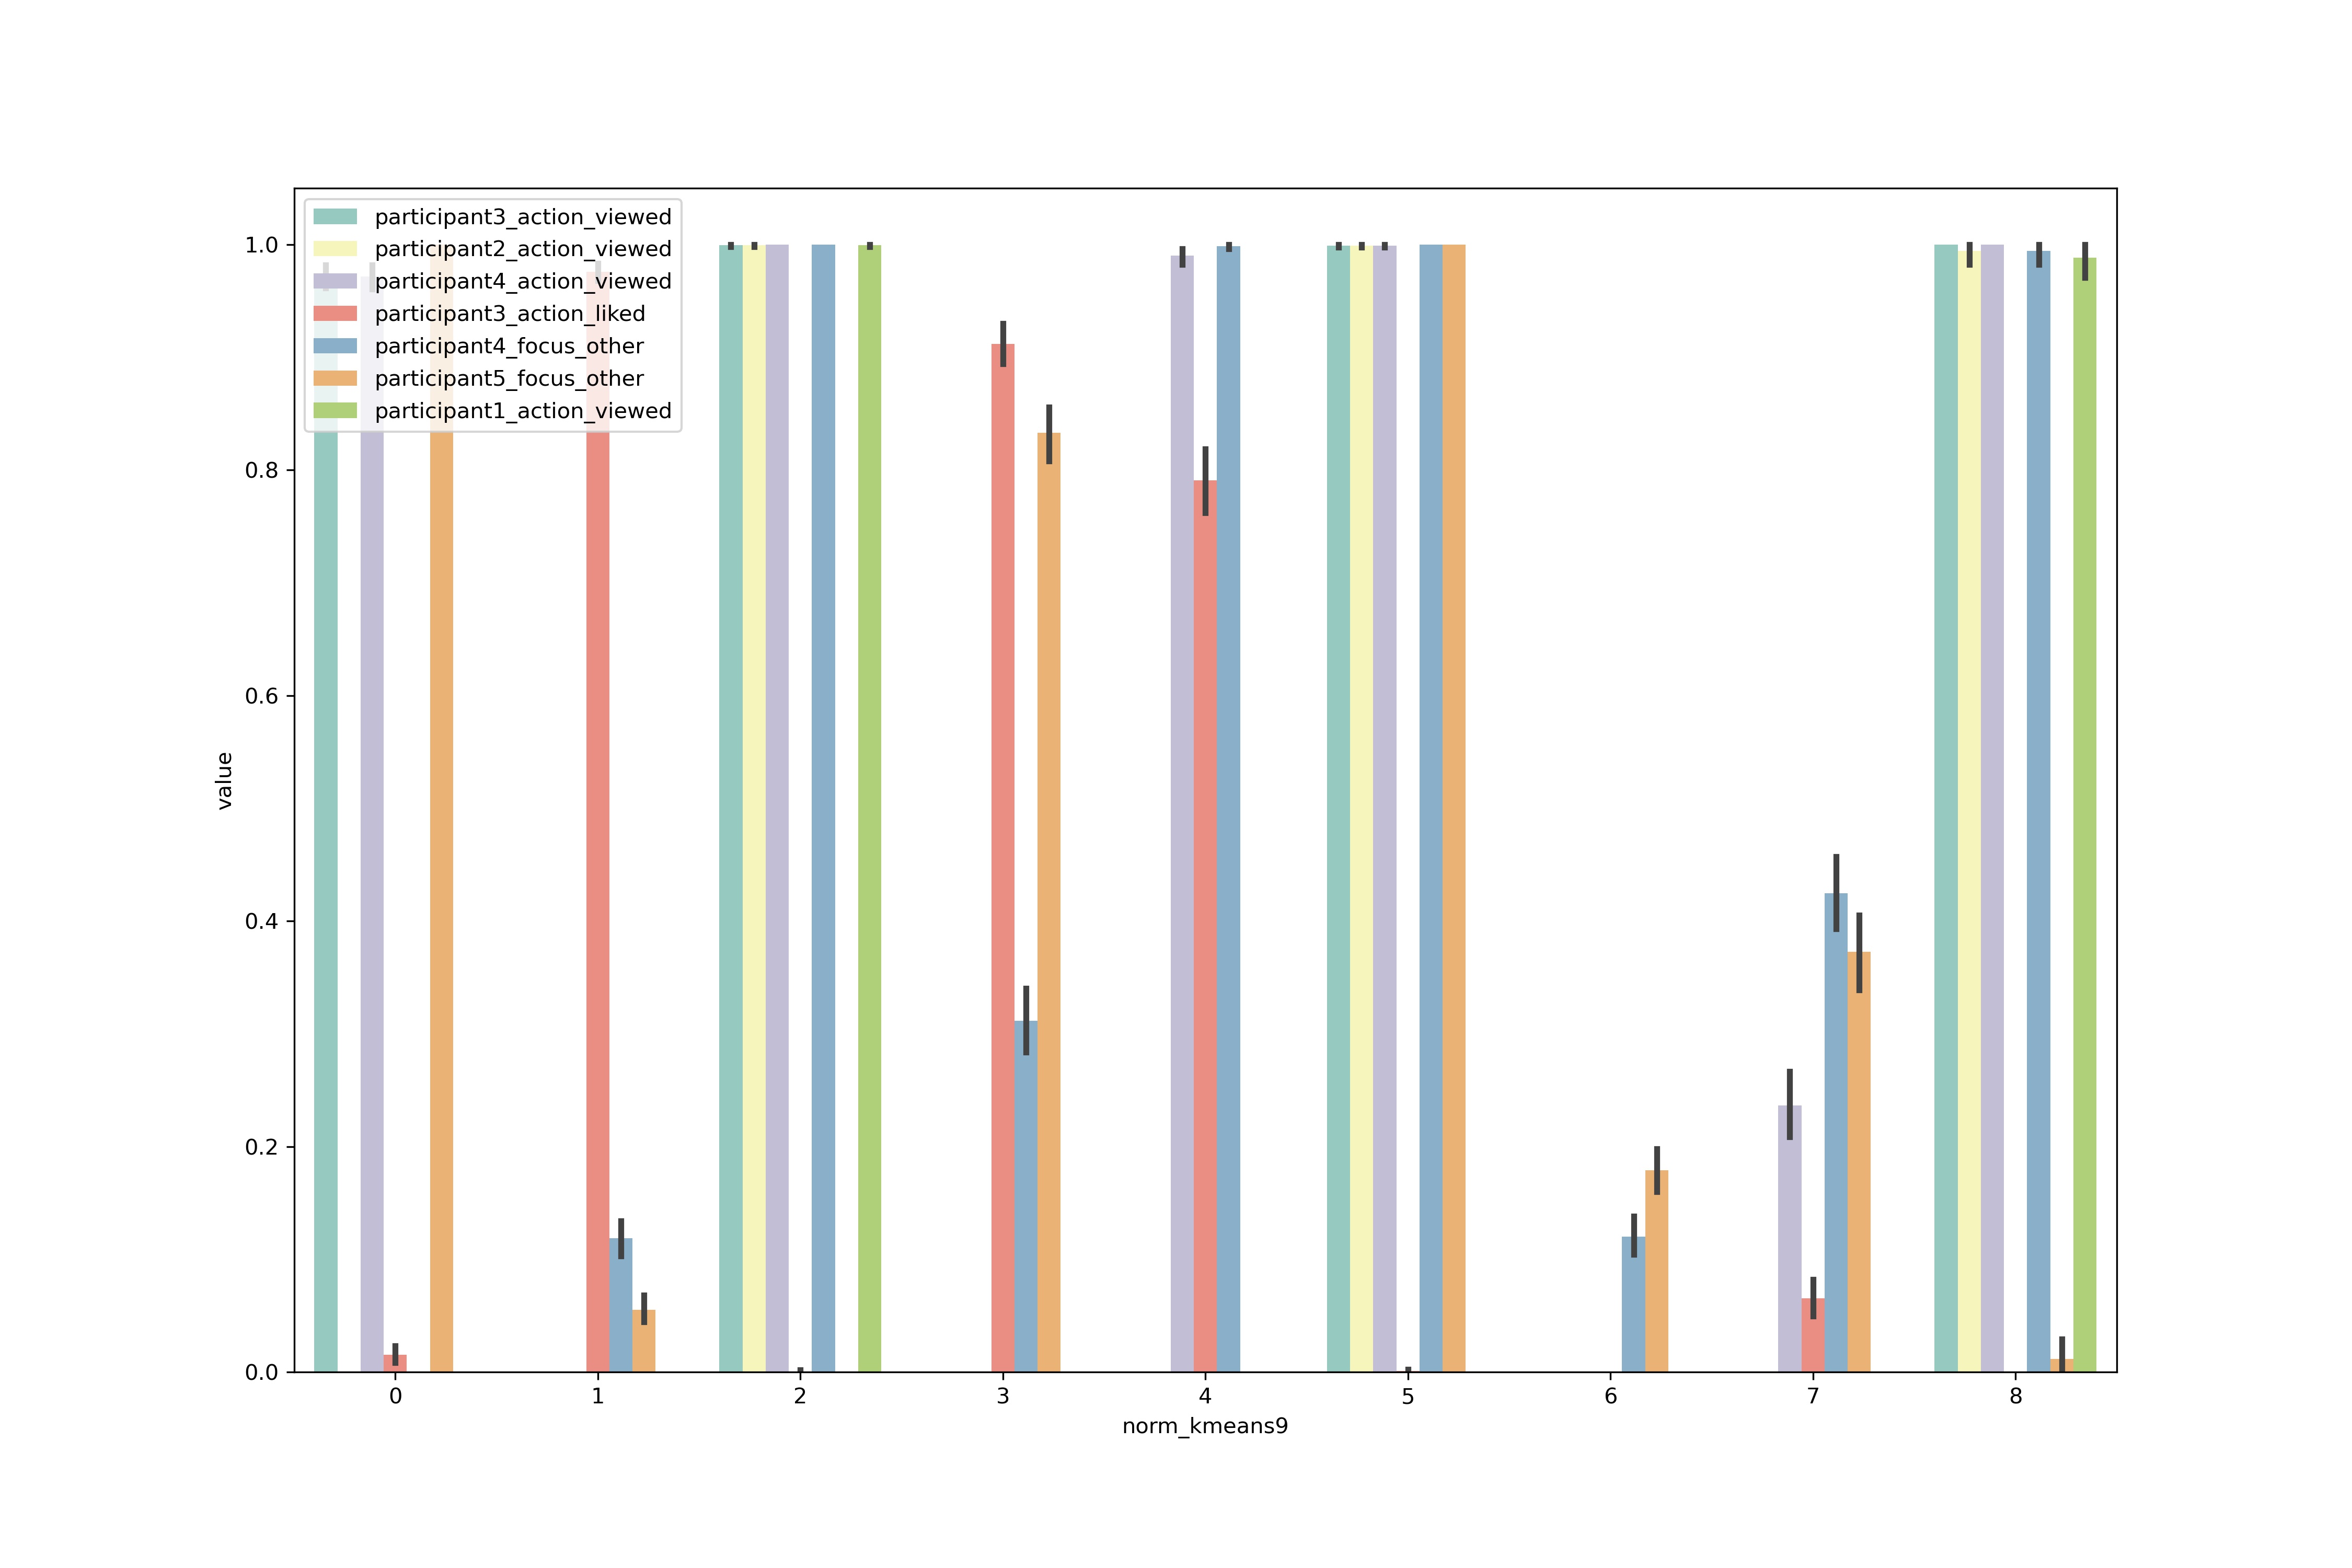 participant3_action_viewed
participant2_action_viewed
participant4_action_viewed
participant3_action_liked
participant4_focus_other
participant5_focus_other
participant1_action_viewed
1.0
0.8
0.6
0.4
0.2
0.0
value
0 1 2 3 4 5 6 7 8
norm_kmeans9